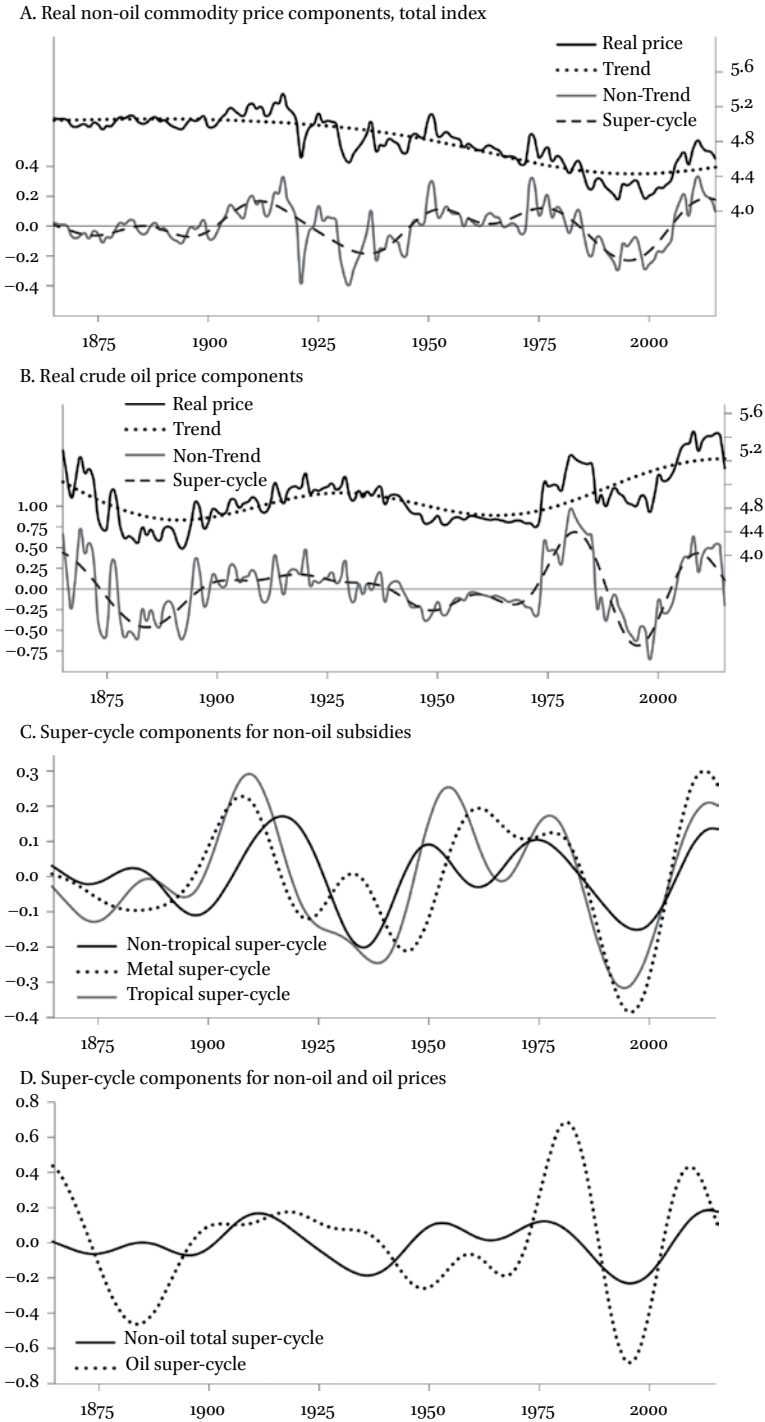 A. Real non-oil commodity price components, total index
Real price
Trend
Non-Trend
Super-cycle
5.6
5.2
4.8
4.4
4.0
0.4
0.2
0.0
−0.2
−0.4
1875 1900 1925 1950 1975 2000
B. Real crude oil price components
Real price
Trend
Non-Trend
Super-cycle
5.6
5.2
4.8
4.4
4.0
1.00
0.75
0.50
0.25
0.00
−0.25
−0.50
−0.75
1875 1900 1925 1950 1975 2000
C. Super-cycle components for non-oil subsidies
0.3
0.2
0.1
0.0
−0.1
−0.2
−0.3
−0.4
Non-tropical super-cycle
Metal super-cycle
Tropical super-cycle
1875 1900 1925 1950 1975 2000
D. Super-cycle components for non-oil and oil prices
0.8
0.6
0.4
0.2
0.0
−0.2
−0.4
−0.6
−0.8
Non-oil total super-cycle
Oil super-cycle
1875 1900 1925 1950 1975 2000